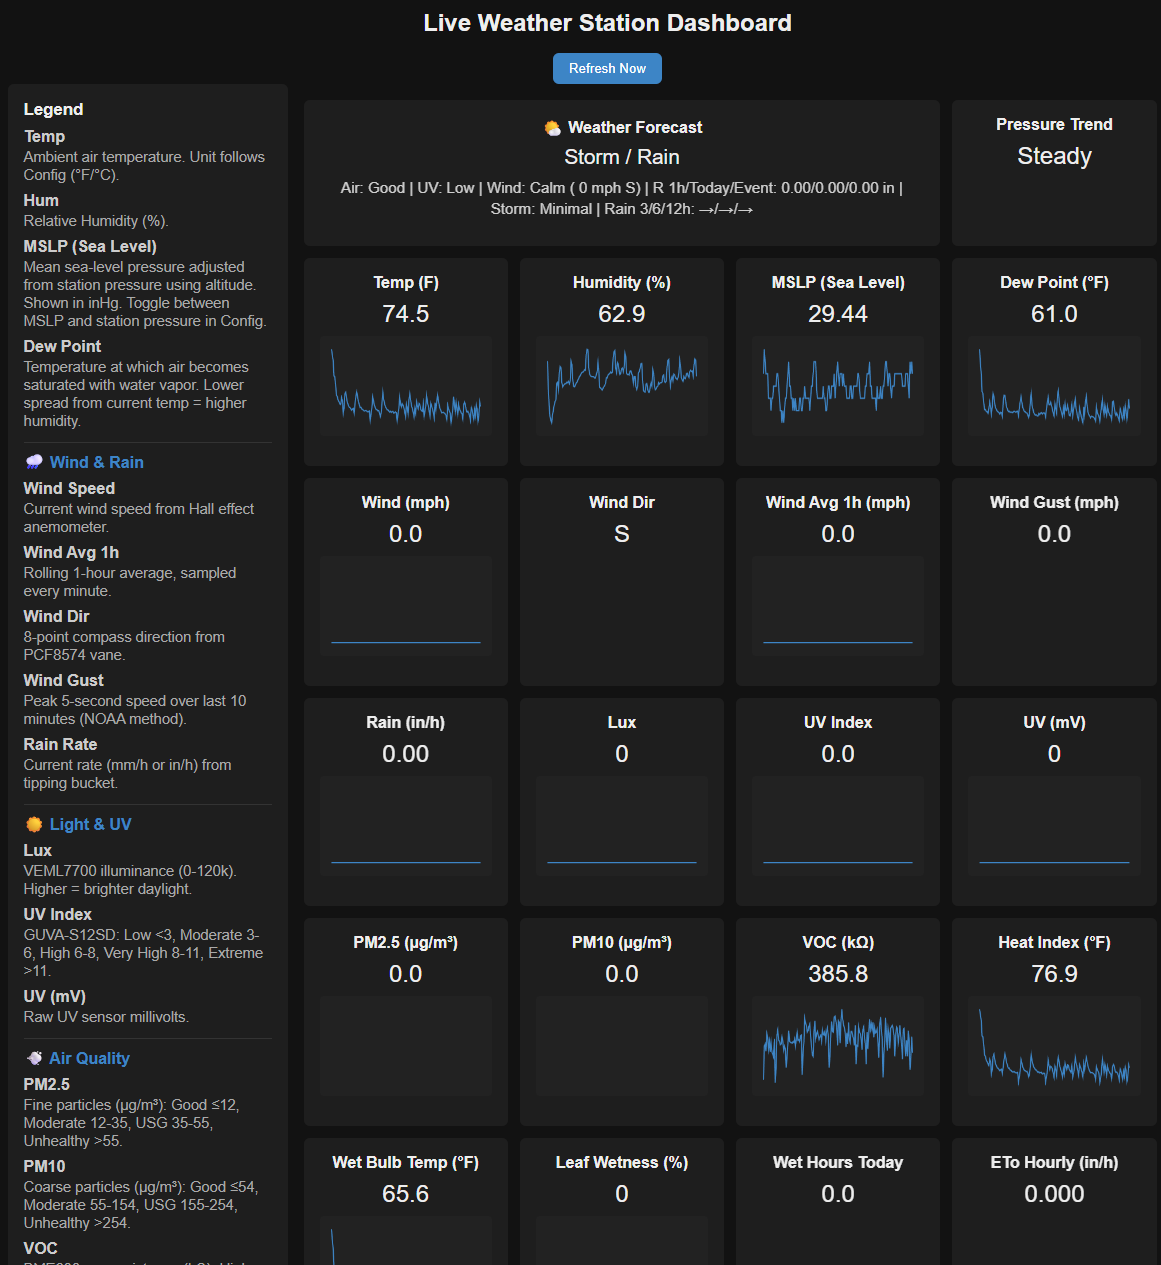 Live Weather Station Dashboard
Refresh Now
Legend
Temp
Ambient air temperature. Unit follows
Config (°F/°C).
Hum
Relative Humidity (%).
MSLP (Sea Level)
Mean sea-level pressure adjusted
from station pressure using altitude.
Shown in inHg. Toggle between
MSLP and station pressure in Config.
Dew Point
Temperature at which air becomes
saturated with water vapor. Lower
spread from current temp = higher
humidity.
Wind & Rain
Wind Speed
Current wind speed from Hall effect
anemometer.
Wind Avg 1h
Rolling 1-hour average, sampled
every minute.
Wind Dir
8-point compass direction from
PCF8574 vane.
Wind Gust
Peak 5-second speed over last 10
minutes (NOAA method).
Rain Rate
Current rate (mm/h or in/h) from
tipping bucket.
Light & UV
Lux
VEML7700 illuminance (0-120k).
Higher = brighter daylight.
UV Index
GUVA-S12SD: Low <3, Moderate 3-
6, High 6-8, Very High 8-11, Extreme
>11.
UV (mV)
Raw UV sensor millivolts.
Air Quality
PM2.5
Fine particles (µg/m³): Good ≤12,
Moderate 12-35, USG 35-55,
Unhealthy >55.
PM10
Coarse particles (µg/m³): Good ≤54,
Moderate 55-154, USG 155-254,
Unhealthy >254.
VOC
Weather Forecast
Storm / Rain
Air: Good | UV: Low | Wind: Calm ( 0 mph S) | R 1h/Today/Event: 0.00/0.00/0.00 in |
Storm: Minimal | Rain 3/6/12h: →/→/→
Pressure Trend
Steady
Temp (F)
74.5
Humidity (%)
62.9
MSLP (Sea Level)
29.44
Dew Point (°F)
61.0
Wind (mph)
0.0
Wind Dir
S
Wind Avg 1h (mph)
0.0
Wind Gust (mph)
0.0
Rain (in/h)
0.00
Lux
0
UV Index
0.0
UV (mV)
0
PM2.5 (µg/m³)
0.0
PM10 (µg/m³)
0.0
VOC (kΩ)
385.8
Heat Index (°F)
76.9
Wet Bulb Temp (°F)
65.6
Leaf Wetness (%)
0
Wet Hours Today
0.0
ETo Hourly (in/h)
0.000